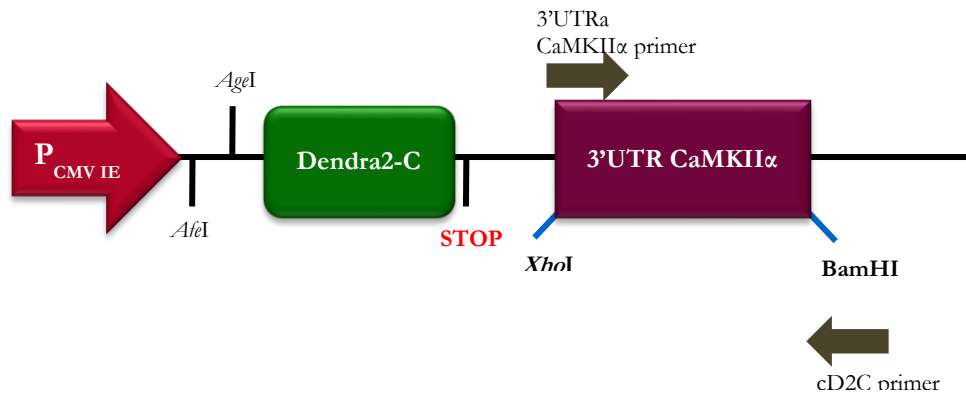 3’UTRa
CaMKIIα primer
AgeI
P CMV IE
Dendra2-C
3’UTR CaMKIIα
AfeI
STOP
XhoI
BamHI
cD2C primer